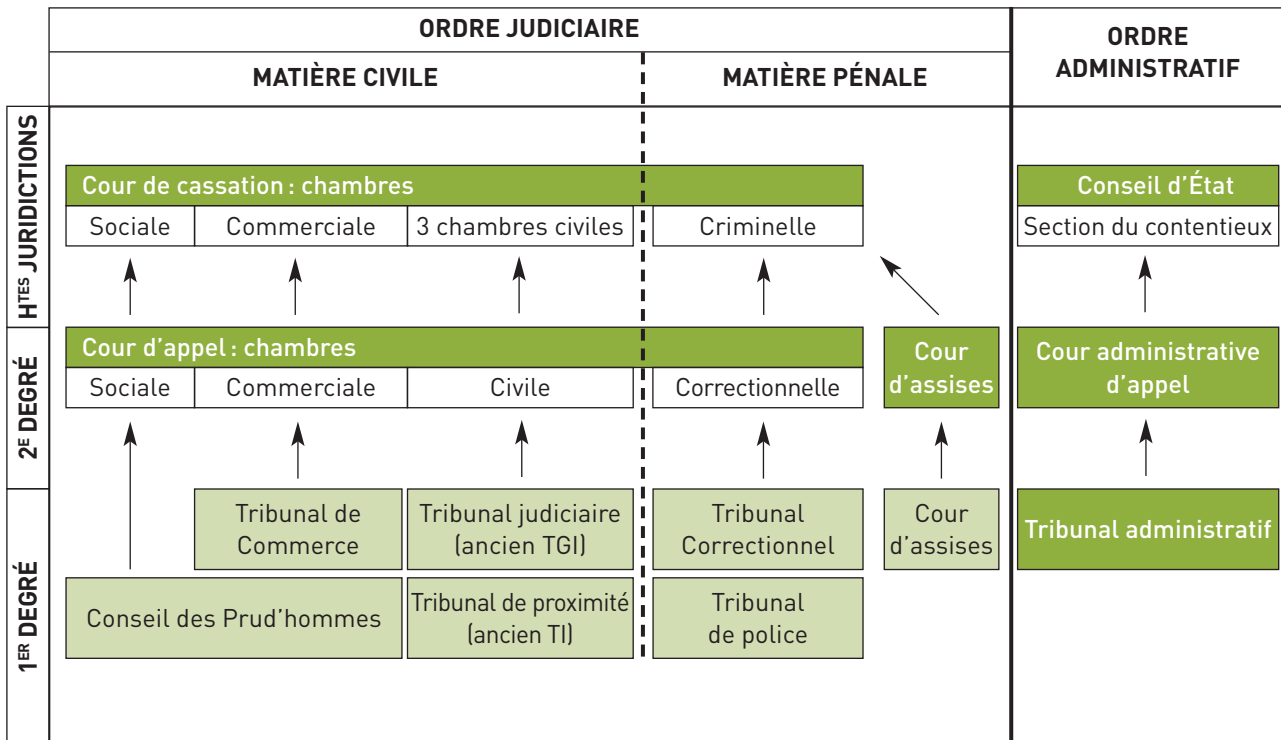 ORDRE JUDICIAIRE
ORDRE
ADMINISTRATIF
MATIÈRE CIVILE
MATIÈRE PÉNALE
HTES JURIDICTIONS
Cour de cassation : chambres
Sociale
Commerciale
3 chambres civiles
Criminelle
Conseil d'État
Section du contentieux
2E DEGRÉ
Cour d'appel : chambres
Sociale
Commerciale
Civile
Correctionnelle
Cour
d'assises
Cour administrative
d'appel
1ER DEGRÉ
Tribunal de
Commerce
Tribunal judiciaire
(ancien TGI)
Tribunal
Correctionnel
Cour
d'assises
Tribunal administratif
Conseil des Prud'hommes
Tribunal de proximité
(ancien TI)
Tribunal
de police